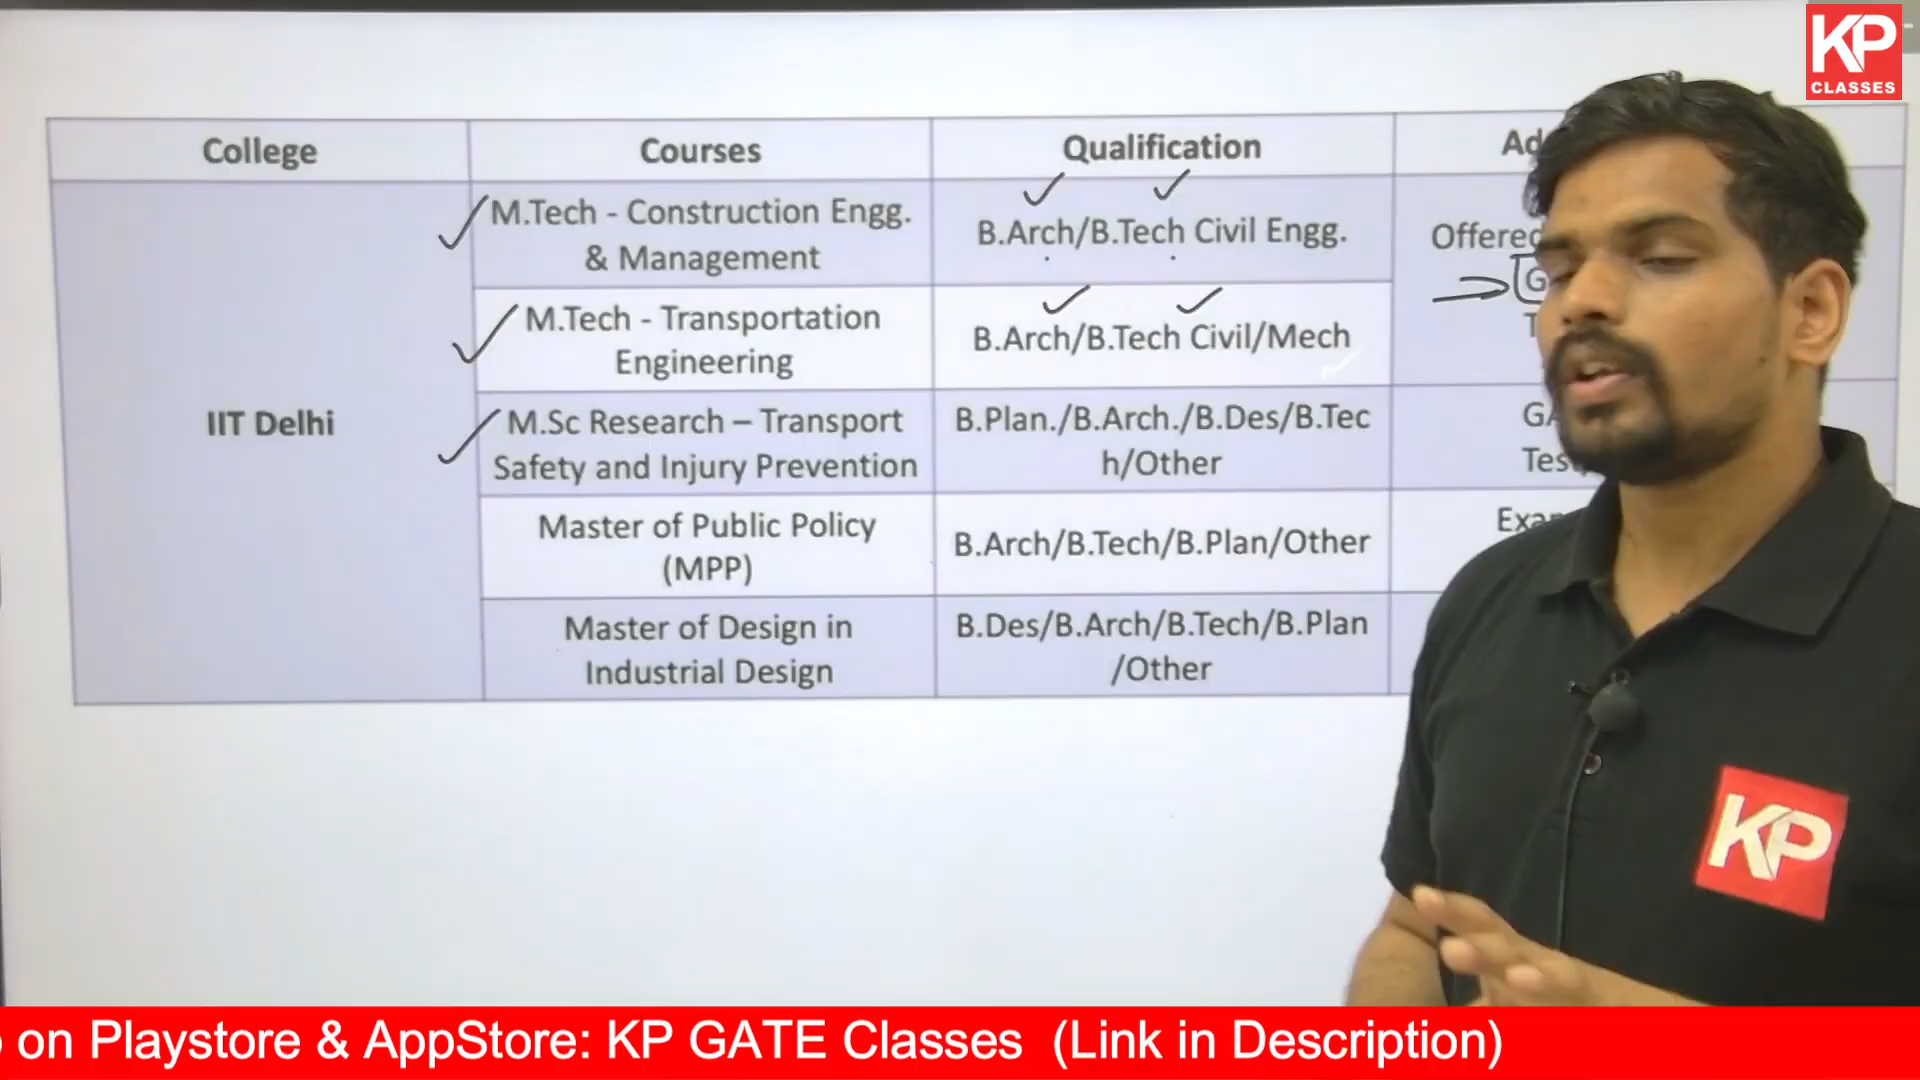 KP
CLASSES
College
Courses
Qualification
IIT Delhi
M.Tech - Construction Engg.
& Management
B.Arch/B.Tech Civil Engg.
Offered
M.Tech - Transportation
Engineering
B.Arch/B.Tech Civil/Mech
M.Sc Research – Transport
Safety and Injury Prevention
B.Plan./B.Arch./B.Des/B.Tec
h/Other
Master of Public Policy
(MPP)
B.Arch/B.Tech/B.Plan/Other
Master of Design in
Industrial Design
B.Des/B.Arch/B.Tech/B.Plan
/Other
KP
on Playstore & AppStore: KP GATE Classes (Link in Description)